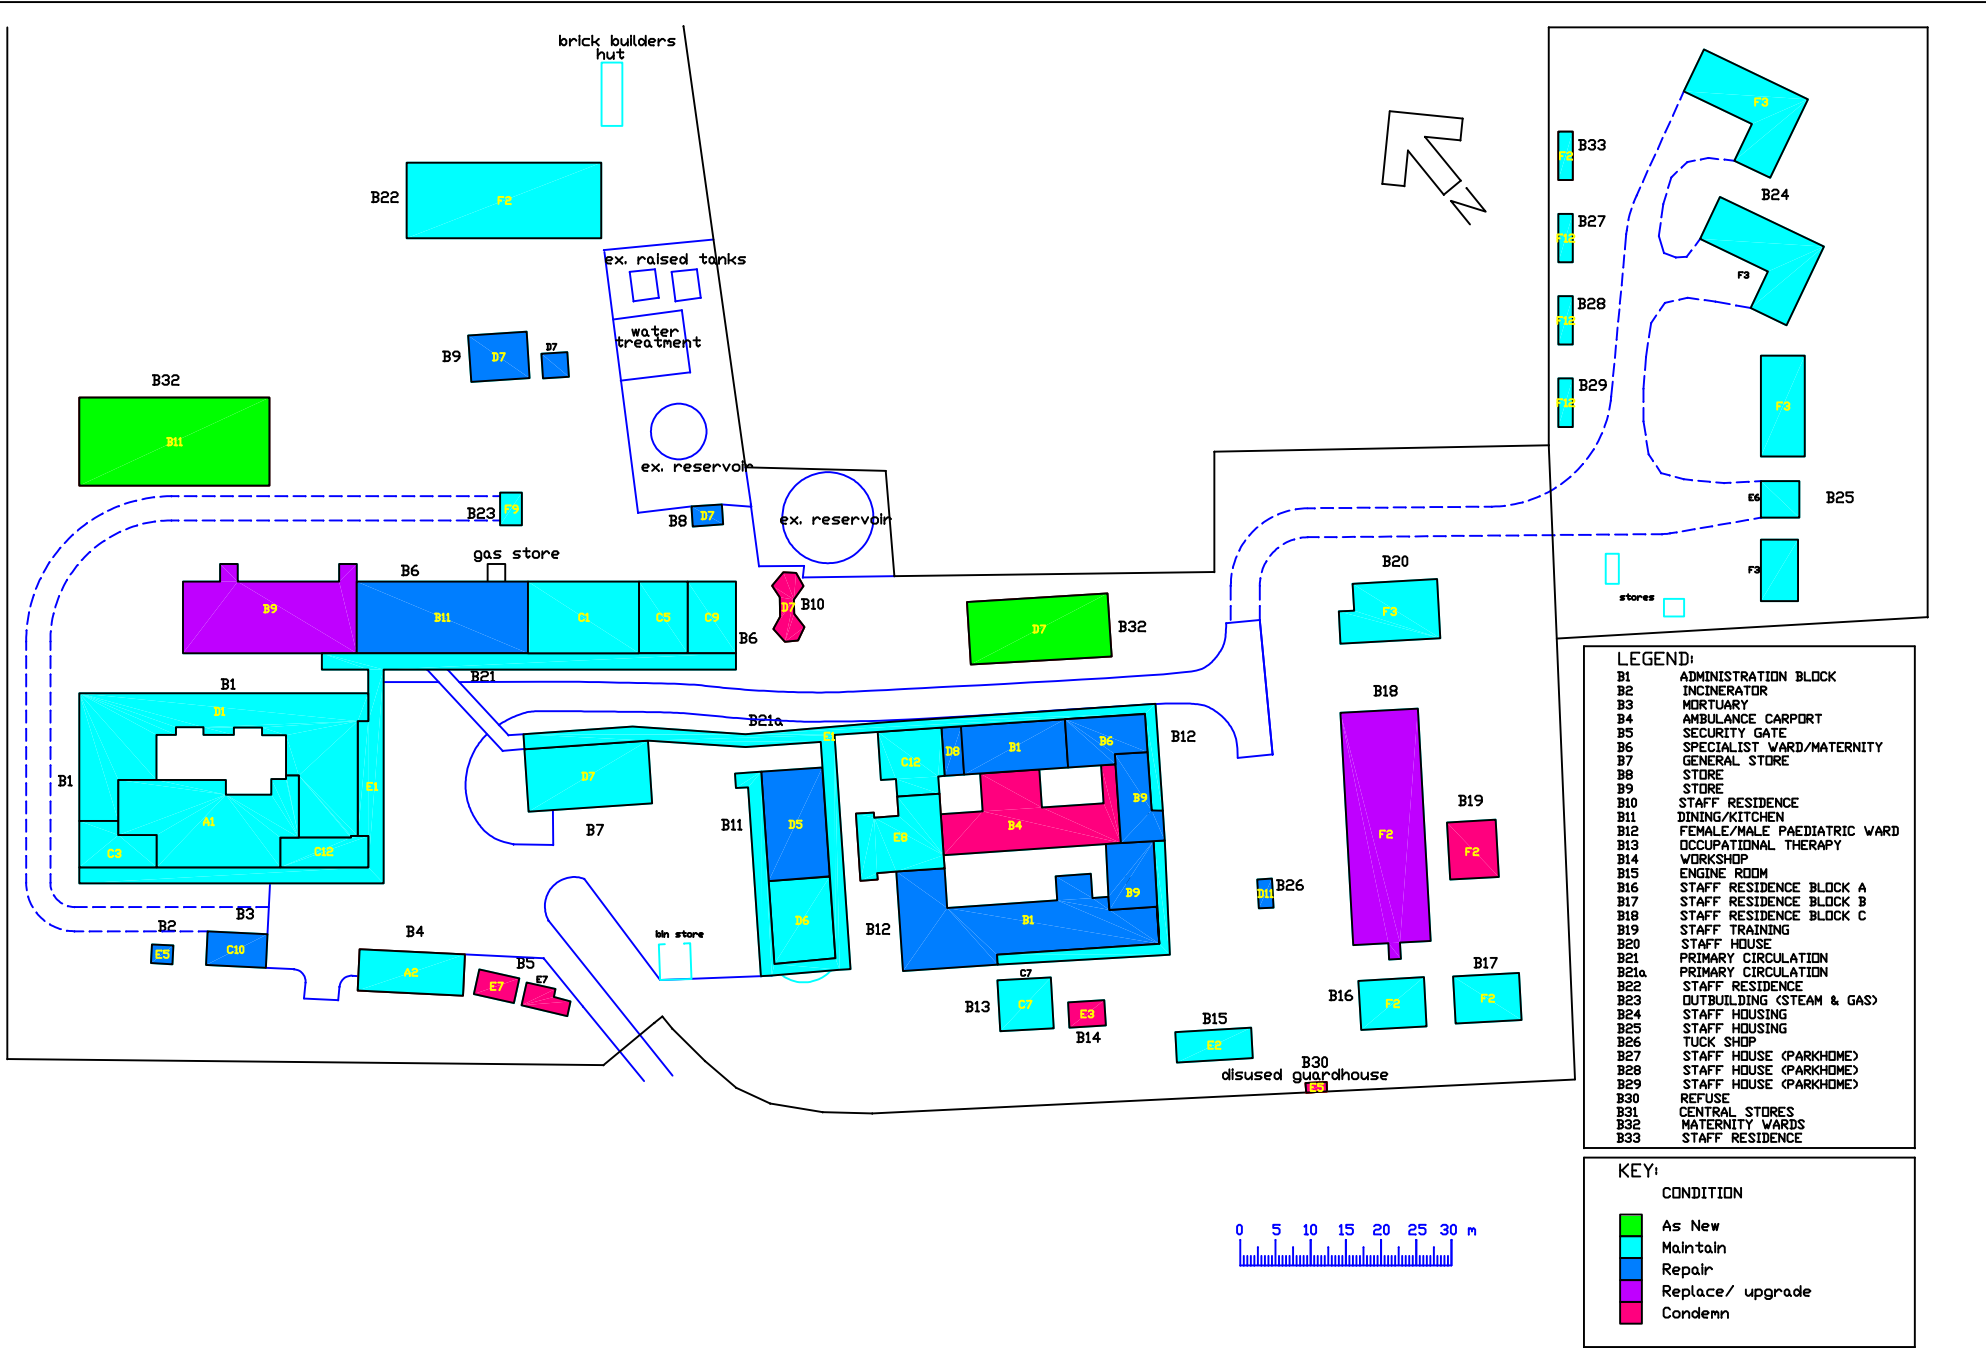 brick builders
hut
B33
F3
F2
B24
B22
F2
B27
F12
ex. raised tanks
F3
N
B28
F12
water
treatment
B9
D7
D7
B32
B29
F12
F3
B11
ex. reservoir
E6
B25
B23
F9
B8
D7
ex. reservoir
gas store
B6
B20
F3
stores
B9
B11
C1
C5
C9
D7
B10
F3
B6
D7
B32
B21
B1
D1
B21a
B18
E1
B12
D8
B1
B6
C12
D7
B1
E1
B9
B19
A1
B7
B11
D5
E8
B4
F2
F2
C3
C12
B26
D11
B9
B3
B2
D6
B1
B12
B4
bin store
E5
C10
A2
B5
E7
E7
C7
B13
C7
E3
B14
B15
E2
B16
F2
B17
F2
B30
disused guardhouse
E5
LEGEND:
B1 ADMINISTRATION BLOCK
B2 INCINERATOR
B3 MORTUARY
B4 AMBULANCE CARPORT
B5 SECURITY GATE
B6 SPECIALIST WARD/MATERNITY
B7 GENERAL STORE
B8 STORE
B9 STORE
B10 STAFF RESIDENCE
B11 DINING/KITCHEN
B12 FEMALE/MALE PAEDIATRIC WARD
B13 OCCUPATIONAL THERAPY
B14 WORKSHOP
B15 ENGINE ROOM
B16 STAFF RESIDENCE BLOCK A
B17 STAFF RESIDENCE BLOCK B
B18 STAFF RESIDENCE BLOCK C
B19 STAFF TRAINING
B20 STAFF HOUSE
B21 PRIMARY CIRCULATION
B21a PRIMARY CIRCULATION
B22 STAFF RESIDENCE
B23 OUTBUILDING (STEAM & GAS)
B24 STAFF HOUSING
B25 STAFF HOUSING
B26 TUCK SHOP
B27 STAFF HOUSE (PARKHOME)
B28 STAFF HOUSE (PARKHOME)
B29 STAFF HOUSE (PARKHOME)
B30 REFUSE
B31 CENTRAL STORES
B32 MATERNITY WARDS
B33 STAFF RESIDENCE
KEY:
CONDITION
As New
Maintain
Repair
Replace/ upgrade
Condemn
0 5 10 15 20 25 30 m